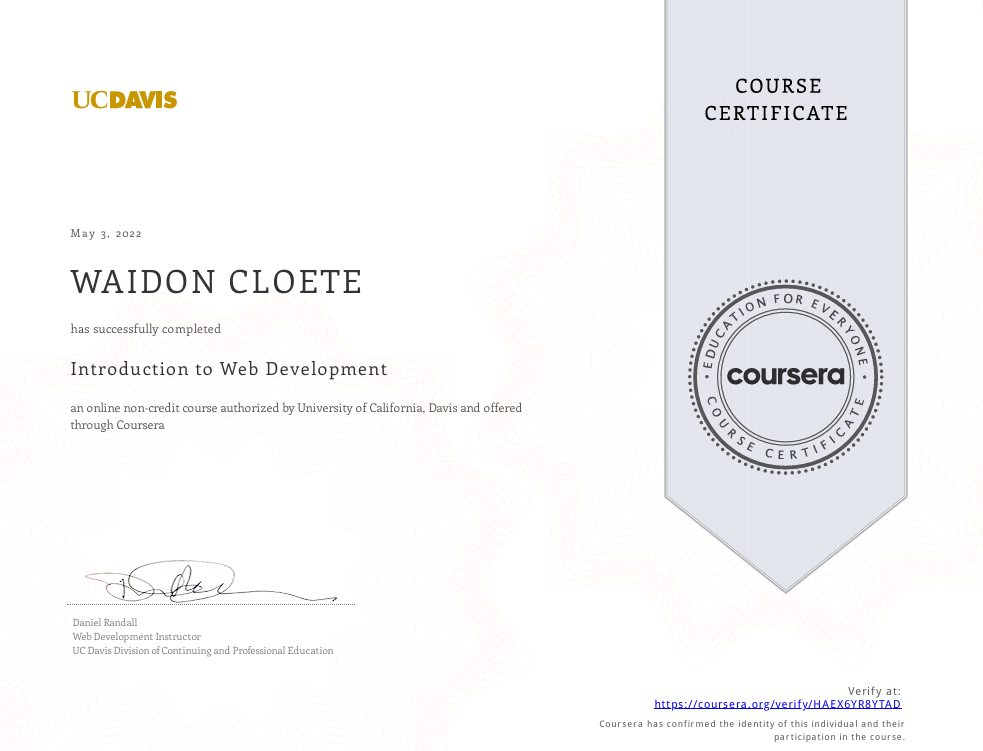 UCDAVIS
COURSE
CERTIFICATE
May 3, 2022
WAIDON CLOETE
has successfully completed
Introduction to Web Development
an online non-credit course authorized by University of California, Davis and offered
through Coursera
EDUCATION FOR EVERYONE
coursera
COURSE CERTIFICATE
Daniel Randall
Web Development Instructor
UC Davis Division of Continuing and Professional Education
Verify at:
https://coursera.org/verify/HAEX6YR8YTAD
Coursera has confirmed the identity of this individual and their
participation in the course.